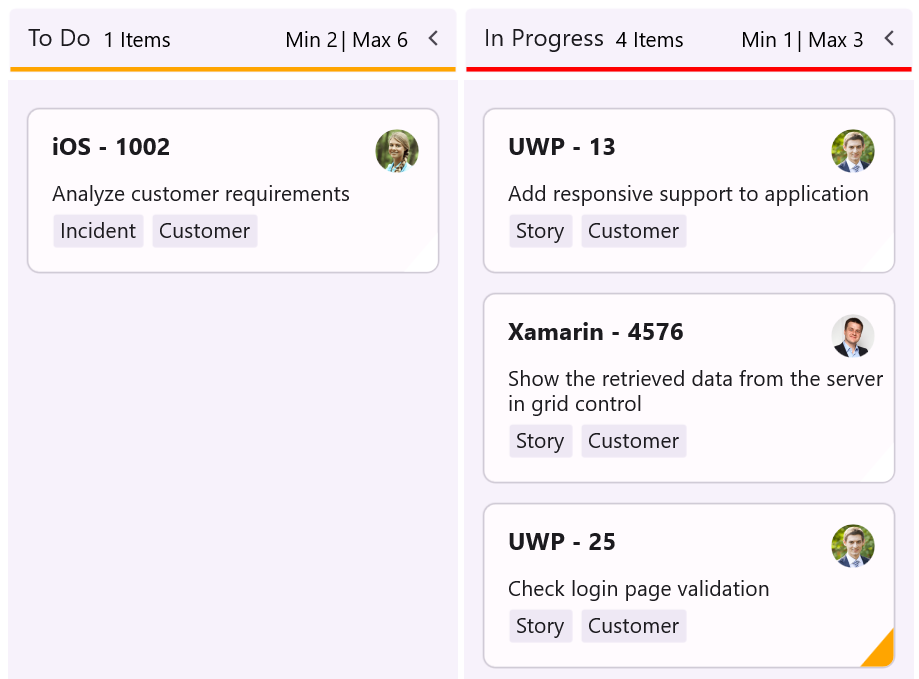 To Do 1 Items Min 2| Max 6
iOS - 1002
Analyze customer requirements
Incident Customer
In Progress 4 Items Min 1| Max 3
UWP - 13
Add responsive support to application
Story Customer
Xamarin - 4576
Show the retrieved data from the server
in grid control
Story Customer
UWP - 25
Check login page validation
Story Customer